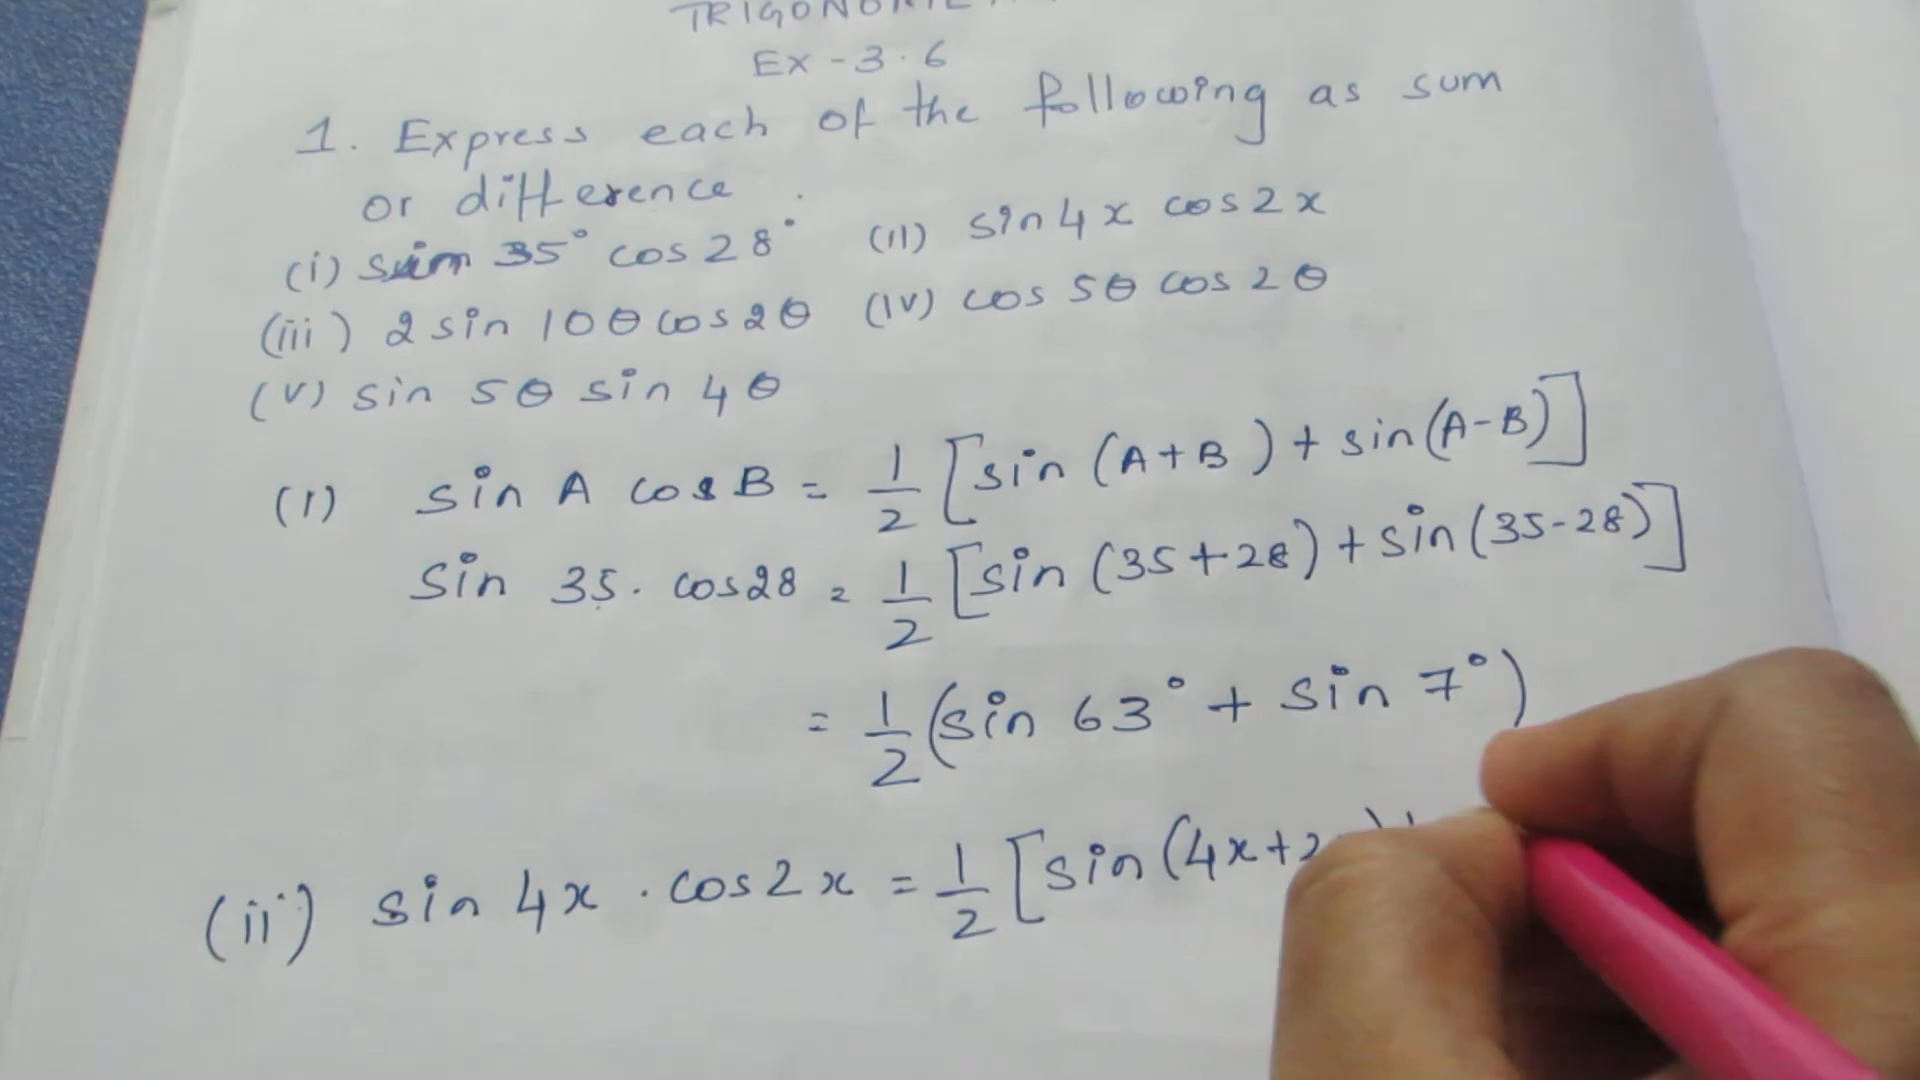 EX - 3.6
1. Express each of the following as sum
or difference
(i) sin 35° cos 28° (II) sin 4x cos 2x
(iii) 2 sin 10θ cos 2θ (IV) cos 5θ cos 2θ
(V) sin 5θ sin 4θ
(I) sin A cos B = 1/2 [sin (A+B) + sin (A-B)]
Sin 35. cos 28 = 1/2 [sin (35+28) + sin (35-28)]
= 1/2 (sin 63° + sin 7°)
(ii) sin 4x . cos 2x = 1/2 [sin (4x+2